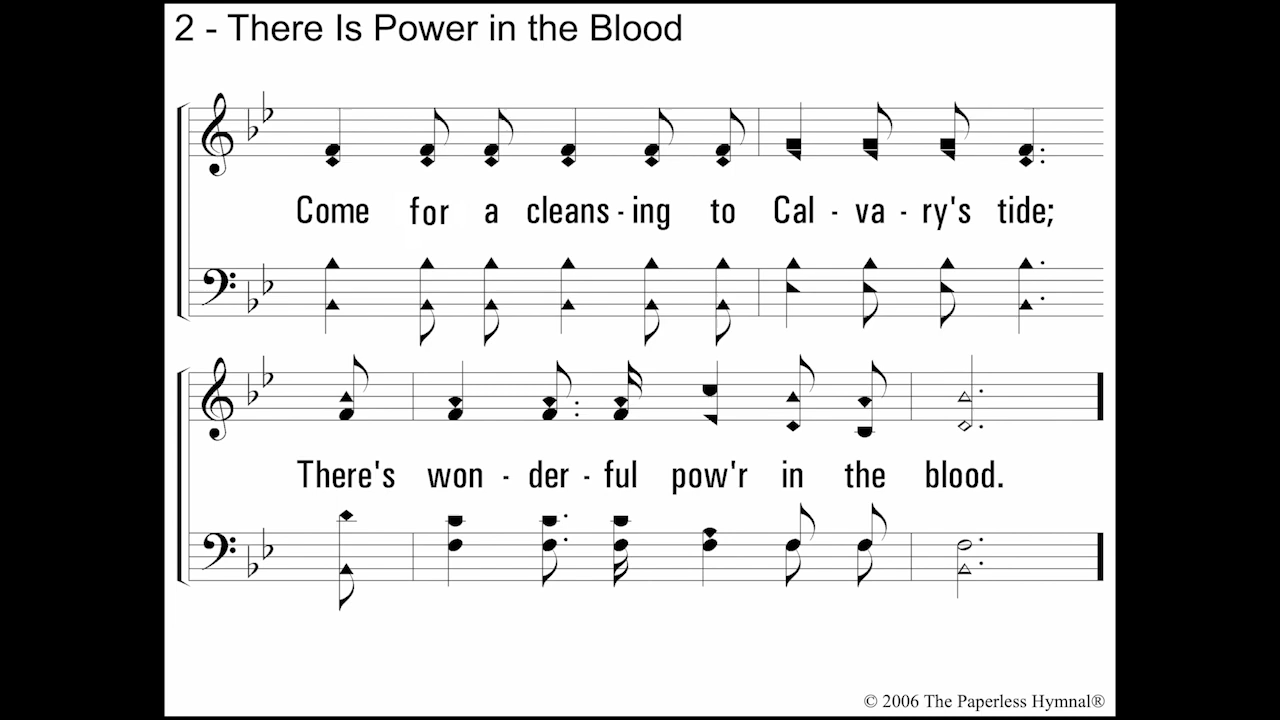 2 - There Is Power in the Blood
Come for a cleans - ing to Cal - va - ry's tide;
There's won - der - ful pow'r in the blood.
© 2006 The Paperless Hymnal®